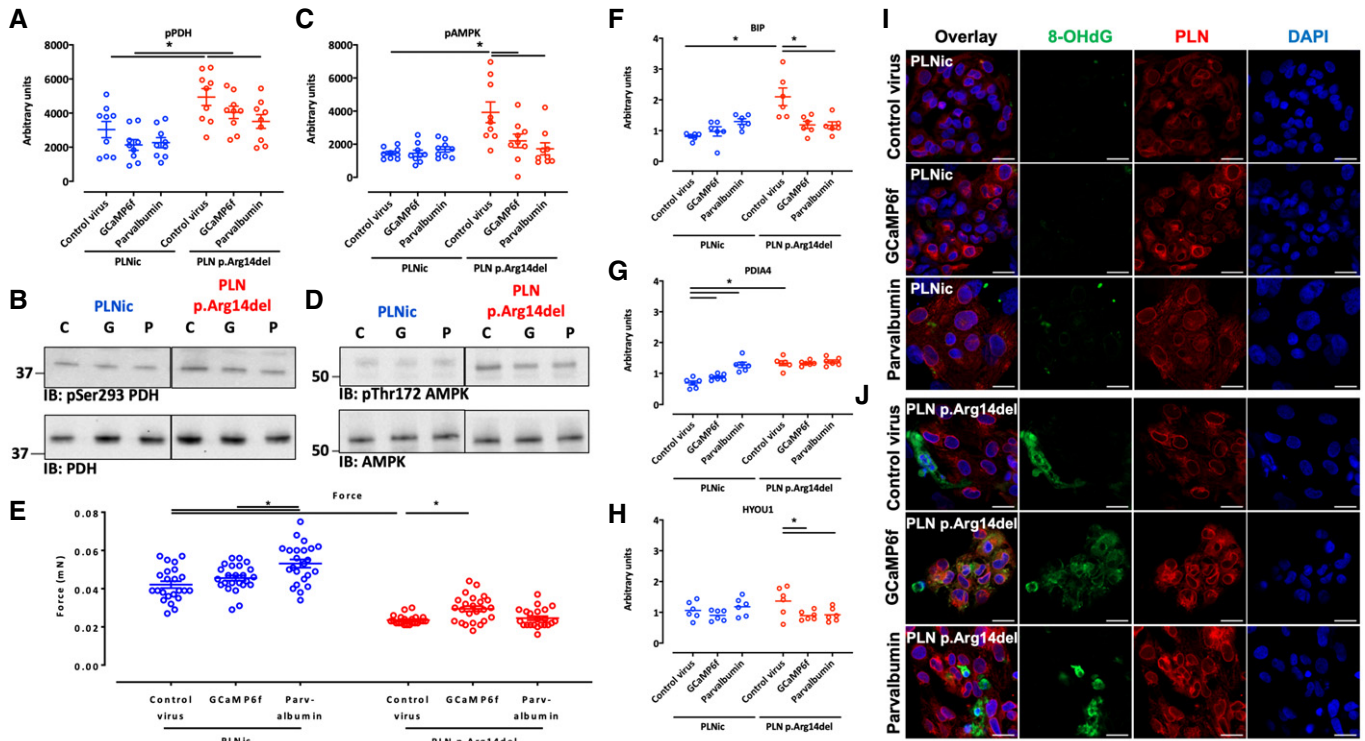 A
pPDH
*
8000
6000
4000
2000
0
Arbitrary units
Control virus
GCaMP6f
Parvalbumin
Control virus
GCaMP6f
Parvalbumin
PLNic
PLN p.Arg14del
B
PLNic
PLN
p.Arg14del
C G P C G P
37
IB: pSer293 PDH
37
IB: PDH
C
pAMPK
*
8000
6000
4000
2000
0
Arbitrary units
Control virus
GCaMP6f
Parvalbumin
Control virus
GCaMP6f
Parvalbumin
PLNic
PLN p.Arg14del
D
PLNic
PLN
p.Arg14del
C G P C G P
50
IB: pThr172 AMPK
50
IB: AMPK
E
Force
* *
0.08
0.06
0.04
0.02
0.00
Force (mN)
Control virus
GCaMP6f
Parv-albumin
Control virus
GCaMP6f
Parv-albumin
PLNic
PLN p.Arg14del
F
BIP
* *
4
3
2
1
0
Arbitrary units
Control virus
GCaMP6f
Parvalbumin
Control virus
GCaMP6f
Parvalbumin
PLNic
PLN p.Arg14del
G
PDIA4
*
4
3
2
1
0
Arbitrary units
Control virus
GCaMP6f
Parvalbumin
Control virus
GCaMP6f
Parvalbumin
PLNic
PLN p.Arg14del
H
HYOU1
*
4
3
2
1
0
Arbitrary units
Control virus
GCaMP6f
Parvalbumin
Control virus
GCaMP6f
Parvalbumin
PLNic
PLN p.Arg14del
I
Overlay 8-OHdG PLN DAPI
Control virus
PLNic
GCaMP6f
PLNic
Parvalbumin
PLNic
J
Control virus
PLN p.Arg14del
GCaMP6f
PLN p.Arg14del
Parvalbumin
PLN p.Arg14del